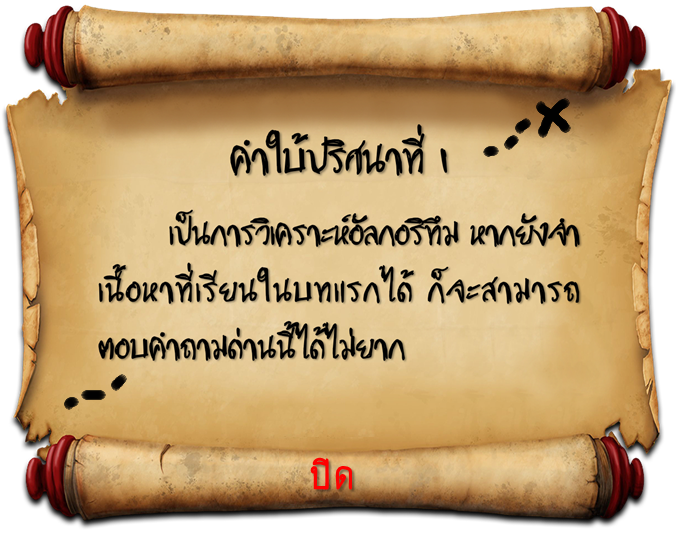 คำใบ้ปริศนาที่ 1
เป็นการวิเคราะห์อัลกอริทึม หากยังจำ
เนื้อหาที่เรียนในบทแรกได้ ก็จะสามารถ
ตอบคำถามด่านนี้ได้ไม่ยาก
ปิด